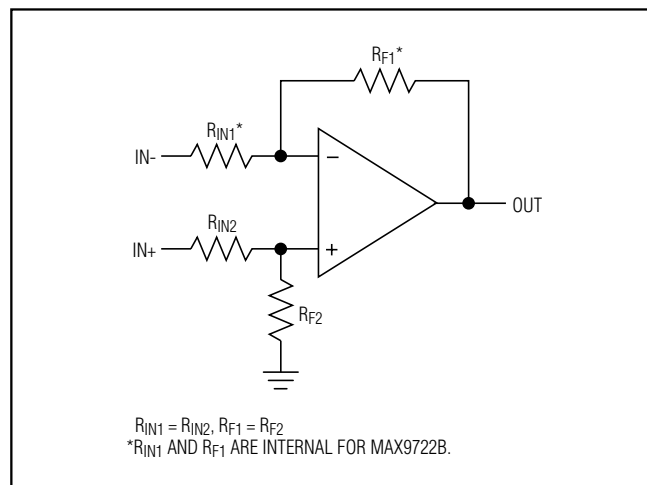 RF1*
RIN1*
IN-
−
OUT
RIN2
IN+
+
RF2
RIN1 = RIN2, RF1 = RF2
*RIN1 AND RF1 ARE INTERNAL FOR MAX9722B.